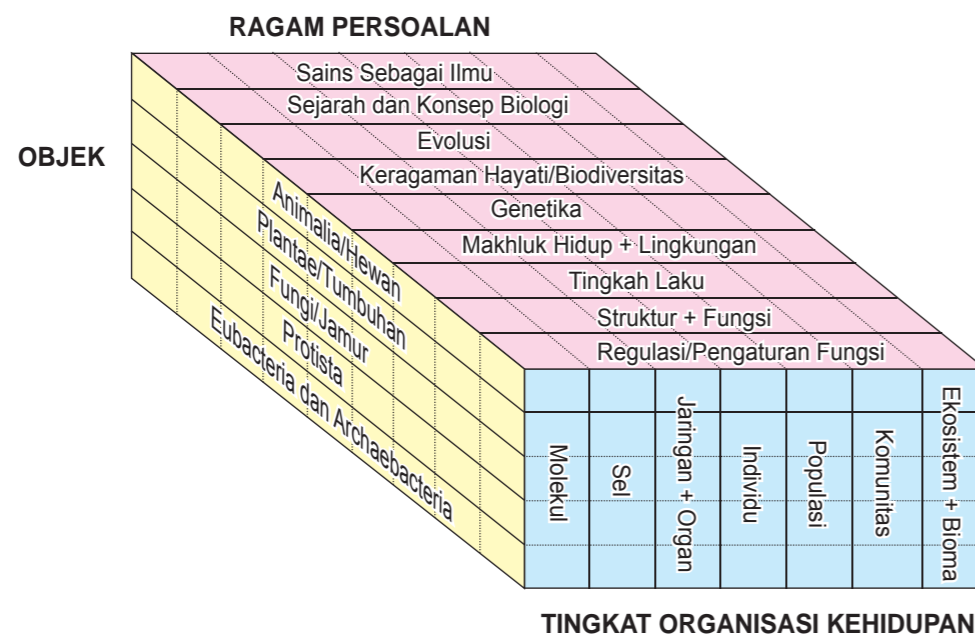 RAGAM PERSOALAN
Sains Sebagai Ilmu
Sejarah dan Konsep Biologi
Evolusi
Keragaman Hayati/Biodiversitas
Genetika
Makhluk Hidup + Lingkungan
Tingkah Laku
Struktur + Fungsi
Regulasi/Pengaturan Fungsi
OBJEK
Animalia/Hewan
Plantae/Tumbuhan
Fungi/Jamur
Protista
Eubacteria dan Archaebacteria
Molekul
Sel
Jaringan + Organ
Individu
Populasi
Komunitas
Ekosistem + Bioma
TINGKAT ORGANISASI KEHIDUPAN